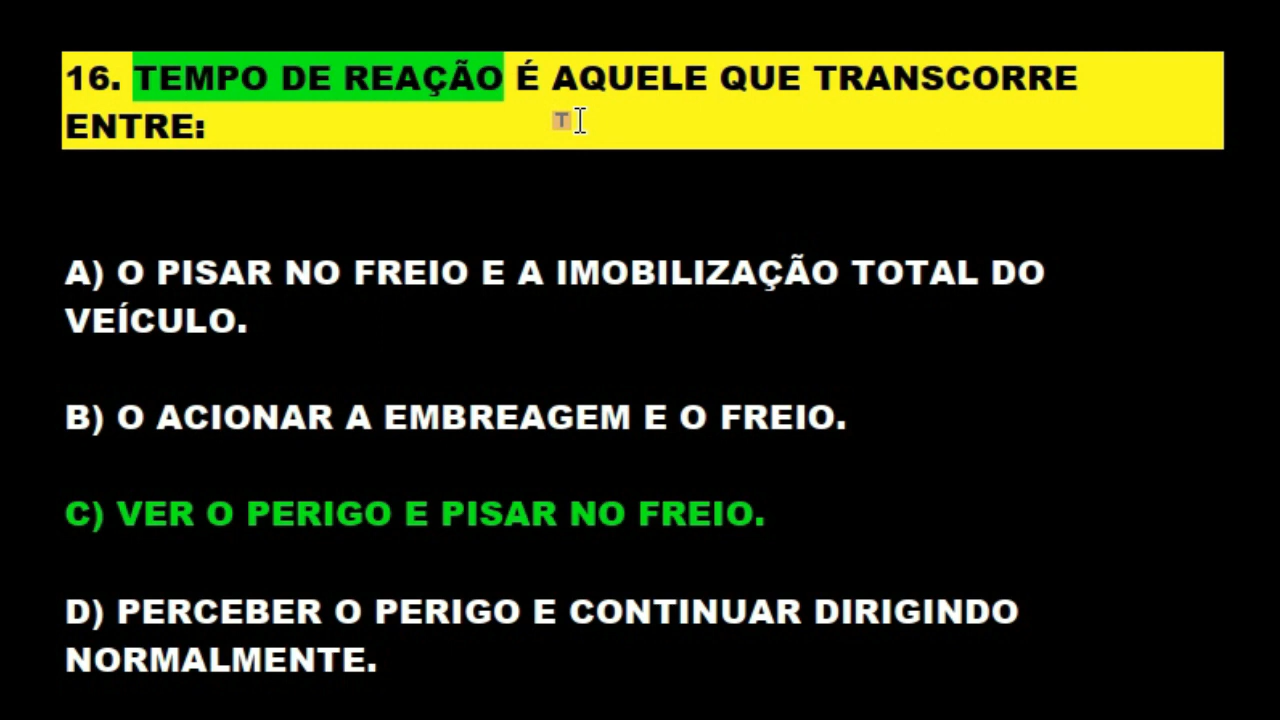 16. TEMPO DE REAÇÃO É AQUELE QUE TRANSCORRE
ENTRE:
T
A) O PISAR NO FREIO E A IMOBILIZAÇÃO TOTAL DO
VEÍCULO.
B) O ACIONAR A EMBREAGEM E O FREIO.
C) VER O PERIGO E PISAR NO FREIO.
D) PERCEBER O PERIGO E CONTINUAR DIRIGINDO
NORMALMENTE.